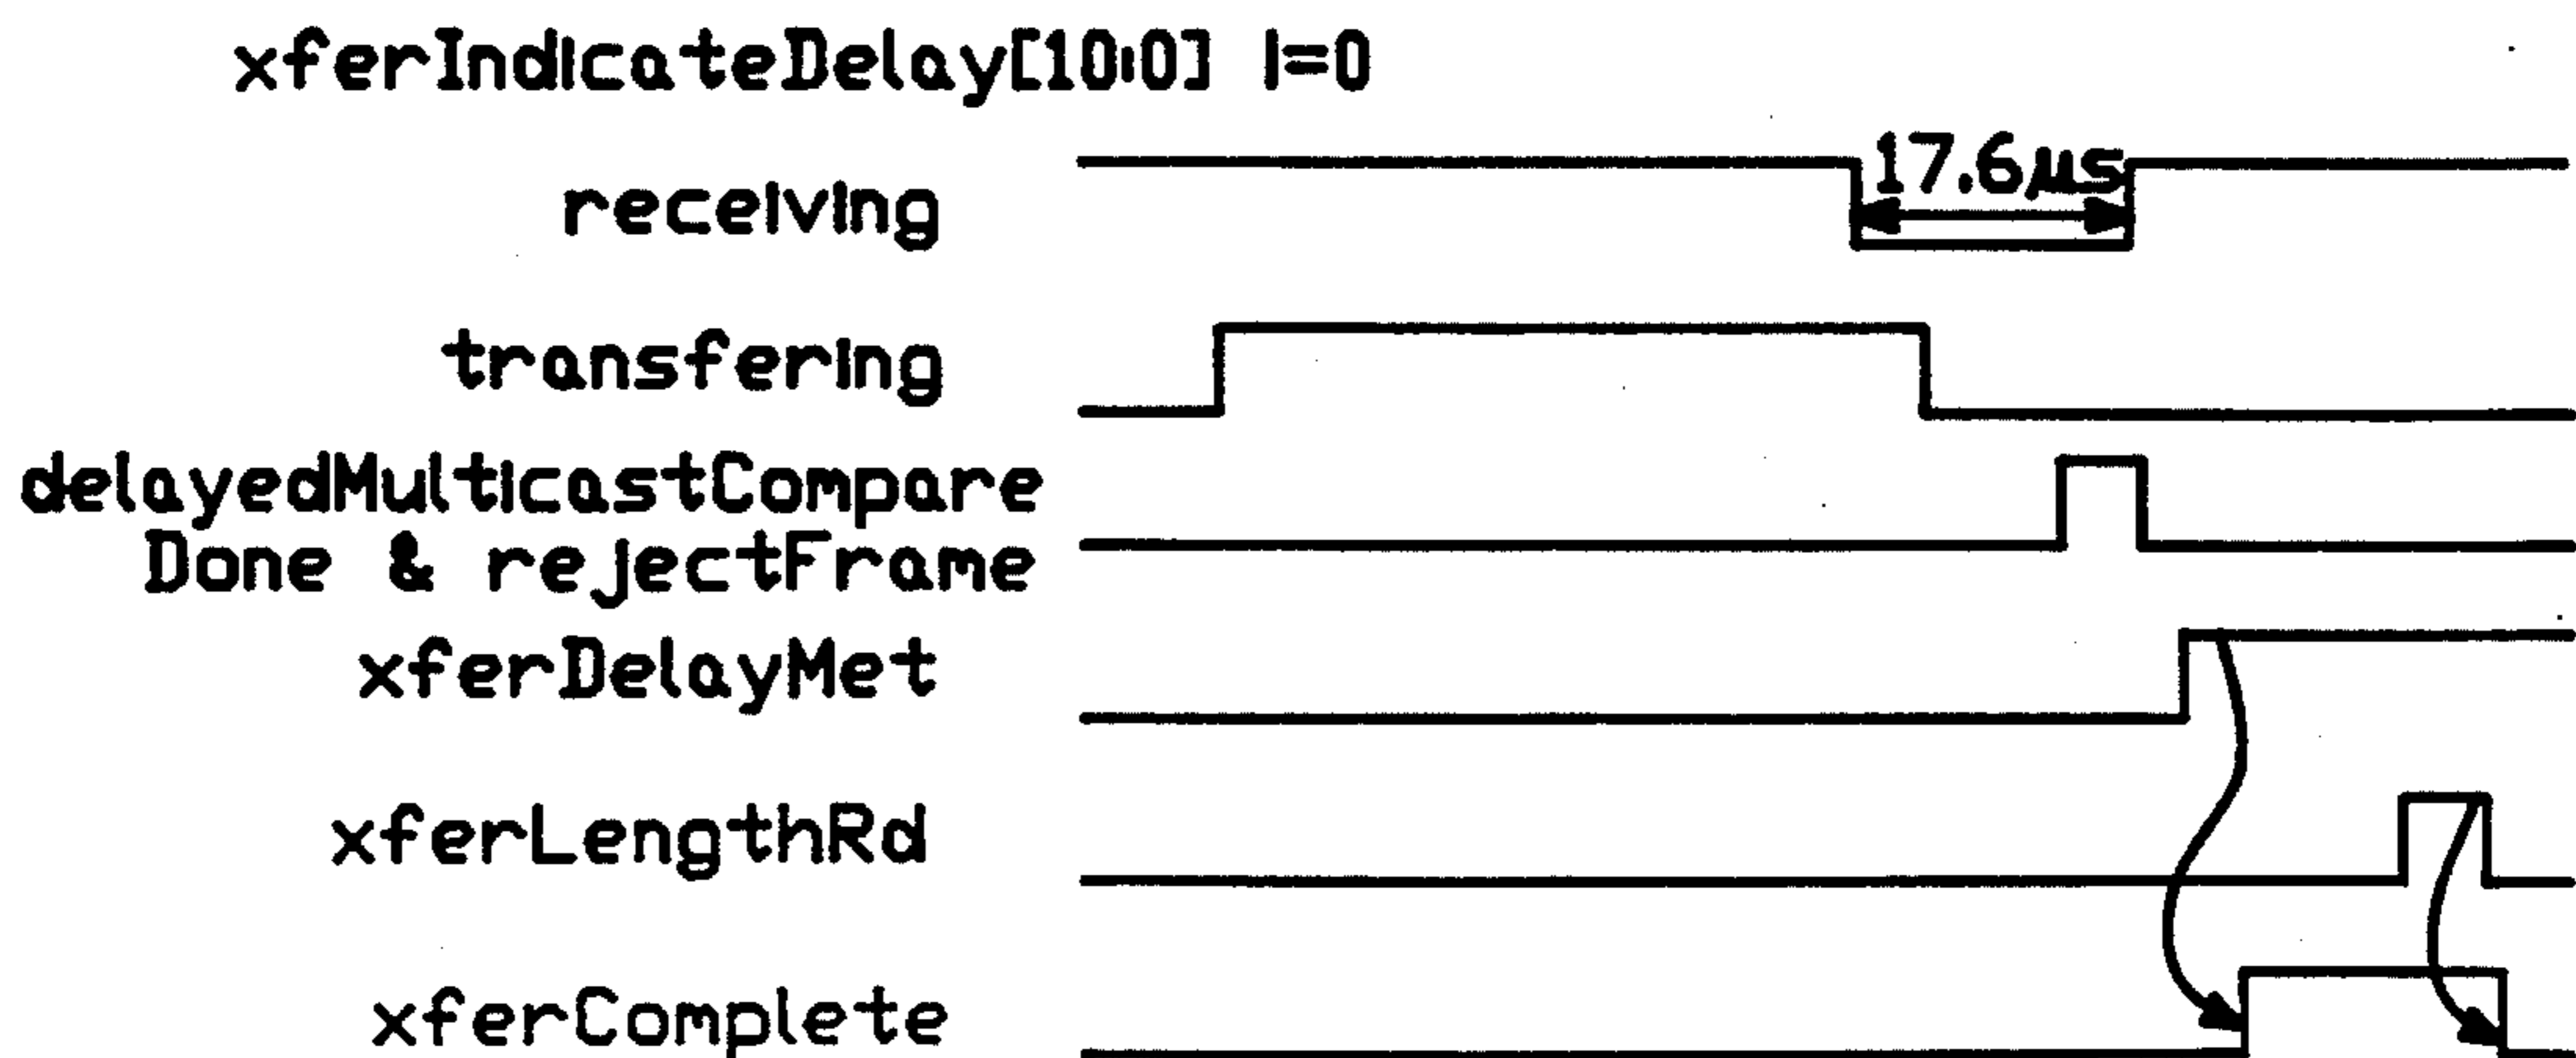 xferIndicateDelay[10:0] !=0
17.6µs
receiving
transfering
delayedMulticastCompare
Done & rejectFrame
xferDelayMet
xferLengthRd
xferComplete